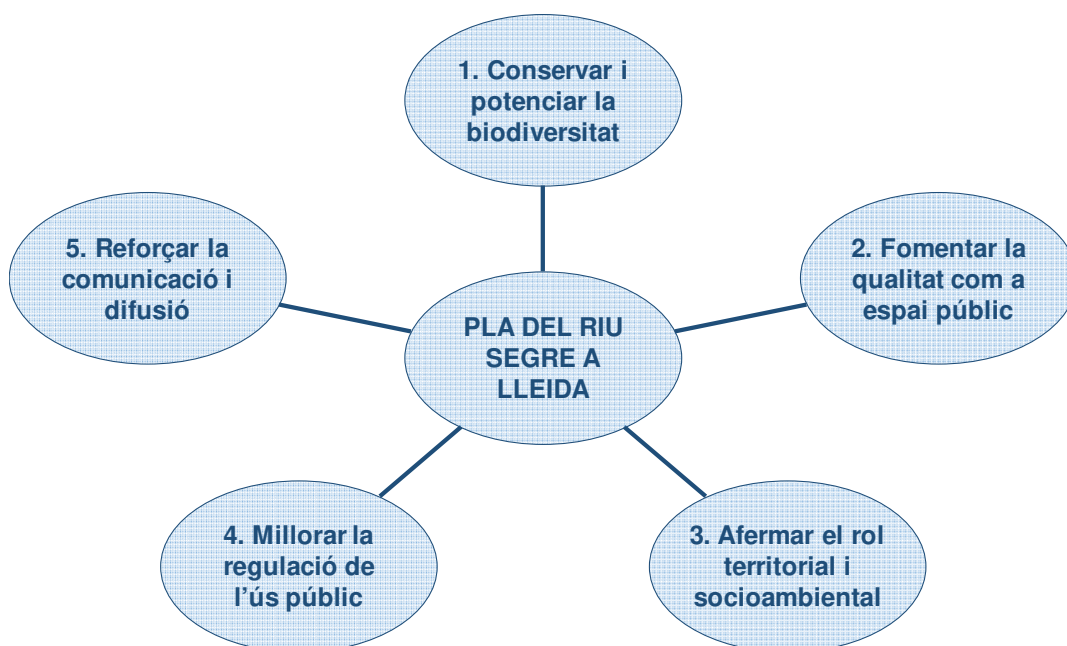 1. Conservar i
potenciar la
biodiversitat
5. Reforçar la
comunicació i
difusió
2. Fomentar la
qualitat com a
espai públic
PLA DEL RIU
SEGRE A
LLEIDA
4. Millorar la
regulació de
l’ús públic
3. Afermar el rol
territorial i
socioambiental